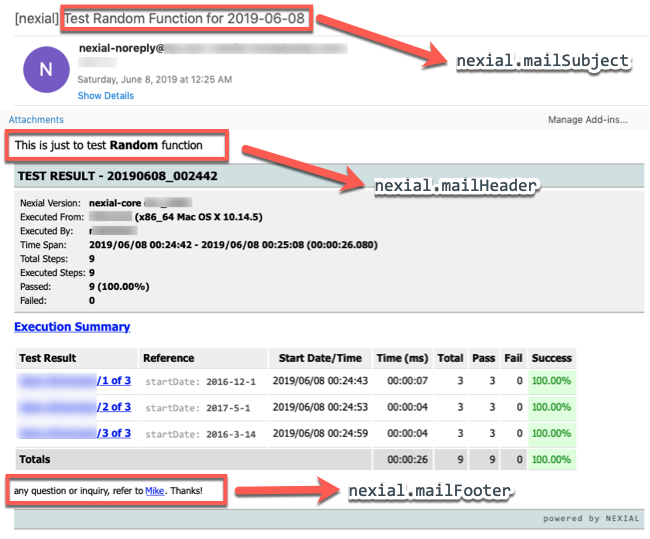 [nexial] Test Random Function for 2019-06-08
nexial.mailSubject
N
nexial-noreply@
Saturday, June 8, 2019 at 12:25 AM
Show Details
Attachments
Manage Add-ins...
This is just to test Random function
TEST RESULT - 20190608_002442
nexial.mailHeader
Nexial Version: nexial-core
Executed From: (x86_64 Mac OS X 10.14.5)
Executed By:
Time Span: 2019/06/08 00:24:42 - 2019/06/08 00:25:08 (00:00:26.080)
Total Steps: 9
Executed Steps: 9
Passed: 9 (100.00%)
Failed: 0
Execution Summary
Test Result Reference Start Date/Time Time (ms) Total Pass Fail Success
/1 of 3 startDate: 2016-12-1 2019/06/08 00:24:43 00:00:07 3 3 0 100.00%
/2 of 3 startDate: 2017-5-1 2019/06/08 00:24:53 00:00:04 3 3 0 100.00%
/3 of 3 startDate: 2016-3-14 2019/06/08 00:24:59 00:00:04 3 3 0 100.00%
Totals 00:00:26 9 9 0 100.00%
any question or inquiry, refer to Mike. Thanks!
nexial.mailFooter
powered by NEXIAL